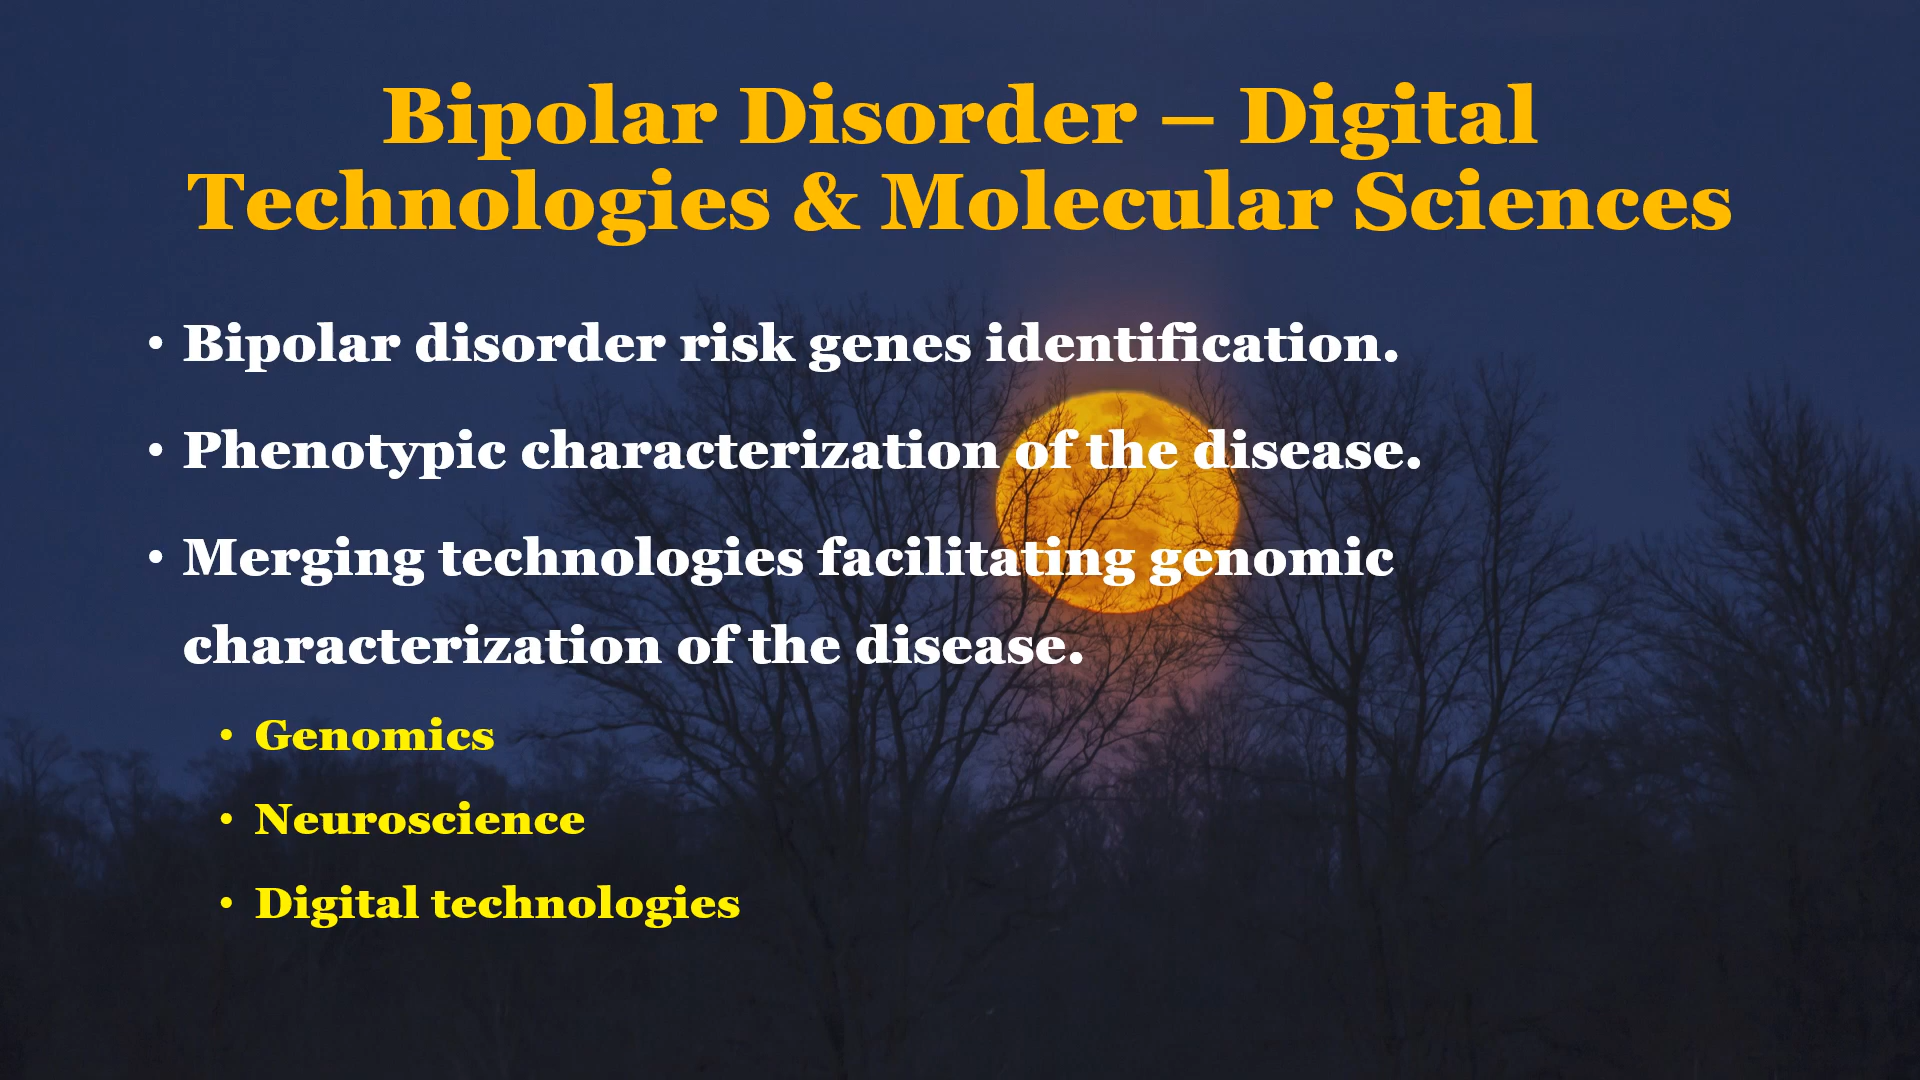 Bipolar Disorder – Digital
Technologies & Molecular Sciences
• Bipolar disorder risk genes identification.
• Phenotypic characterization of the disease.
• Merging technologies facilitating genomic
characterization of the disease.
• Genomics
• Neuroscience
• Digital technologies